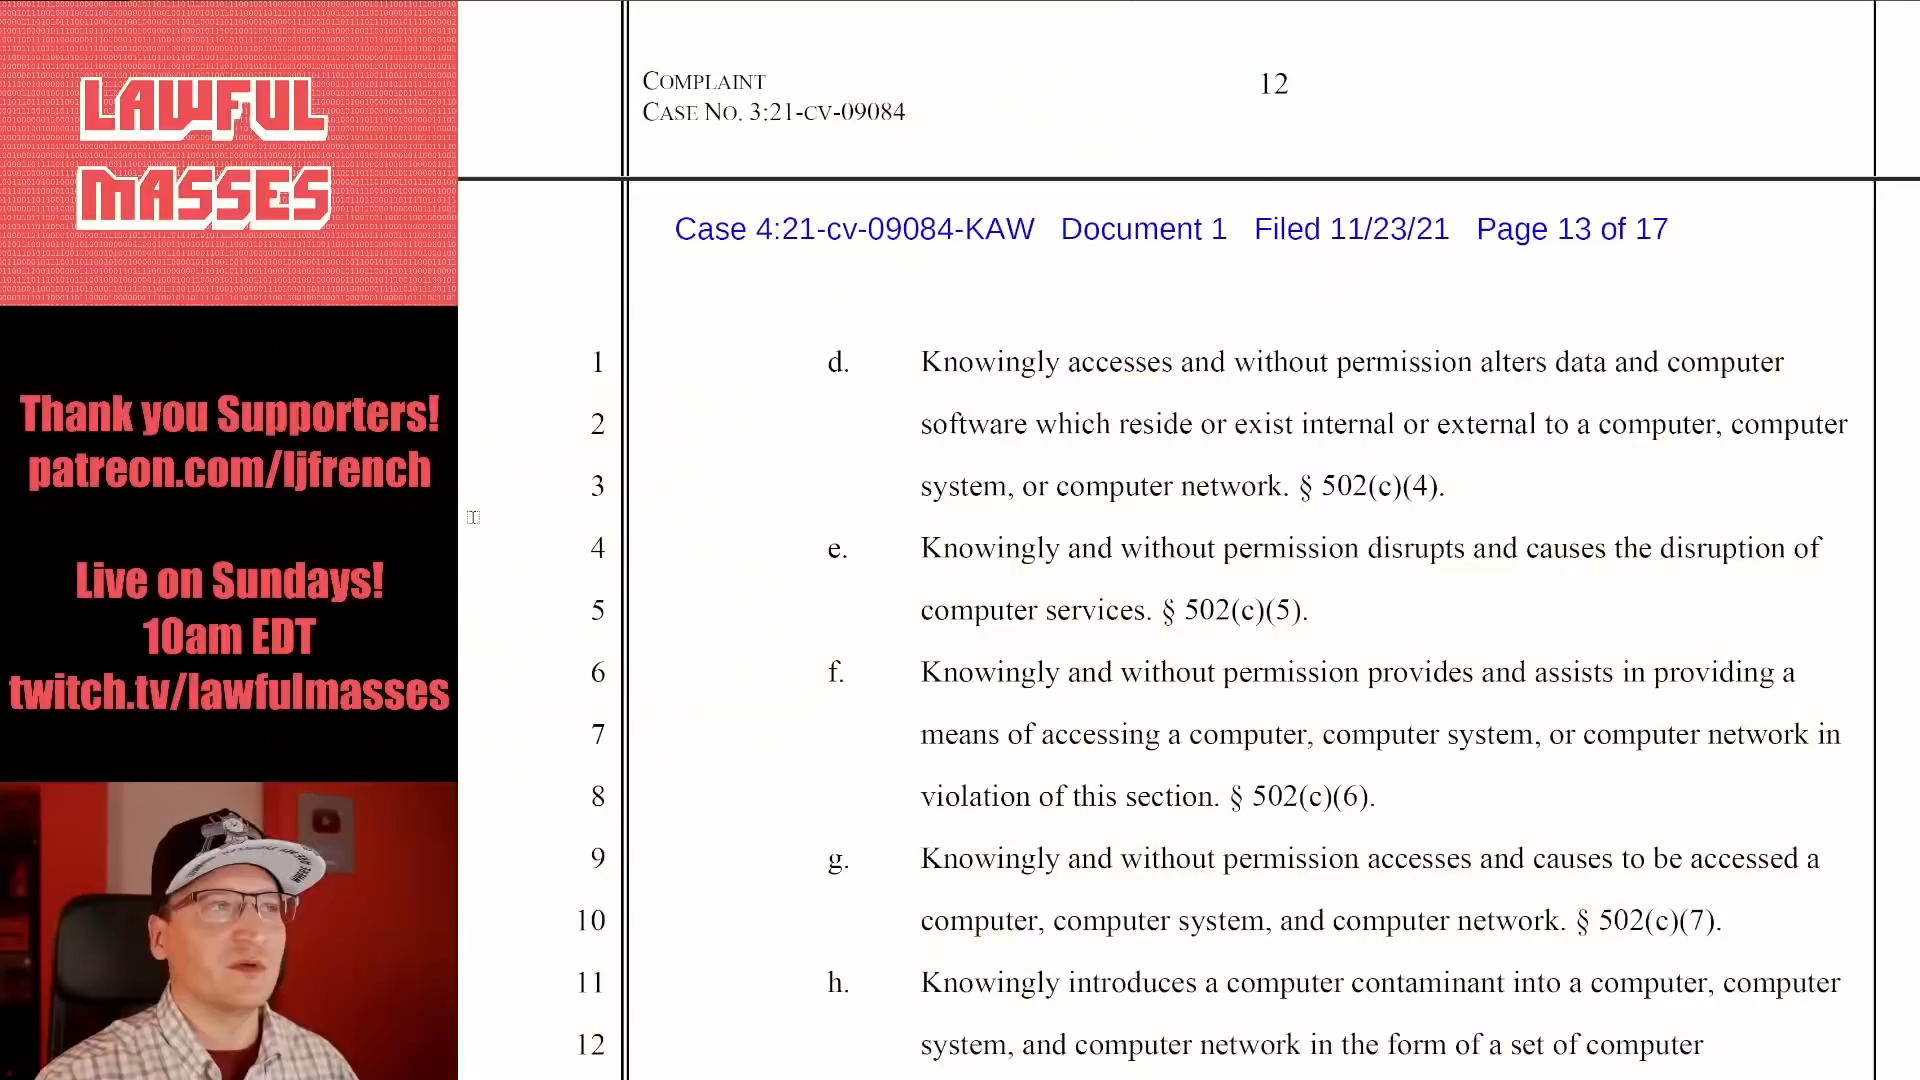 LAWFUL
MASSES
Thank you Supporters!
patreon.com/ljfrench
Live on Sundays!
10am EDT
twitch.tv/lawfulmasses
COMPLAINT
CASE NO. 3:21-CV-09084
12
Case 4:21-cv-09084-KAW Document 1 Filed 11/23/21 Page 13 of 17
1 d. Knowingly accesses and without permission alters data and computer
2 software which reside or exist internal or external to a computer, computer
3 system, or computer network. § 502(c)(4).
4 e. Knowingly and without permission disrupts and causes the disruption of
5 computer services. § 502(c)(5).
6 f. Knowingly and without permission provides and assists in providing a
7 means of accessing a computer, computer system, or computer network in
8 violation of this section. § 502(c)(6).
9 g. Knowingly and without permission accesses and causes to be accessed a
10 computer, computer system, and computer network. § 502(c)(7).
11 h. Knowingly introduces a computer contaminant into a computer, computer
12 system, and computer network in the form of a set of computer